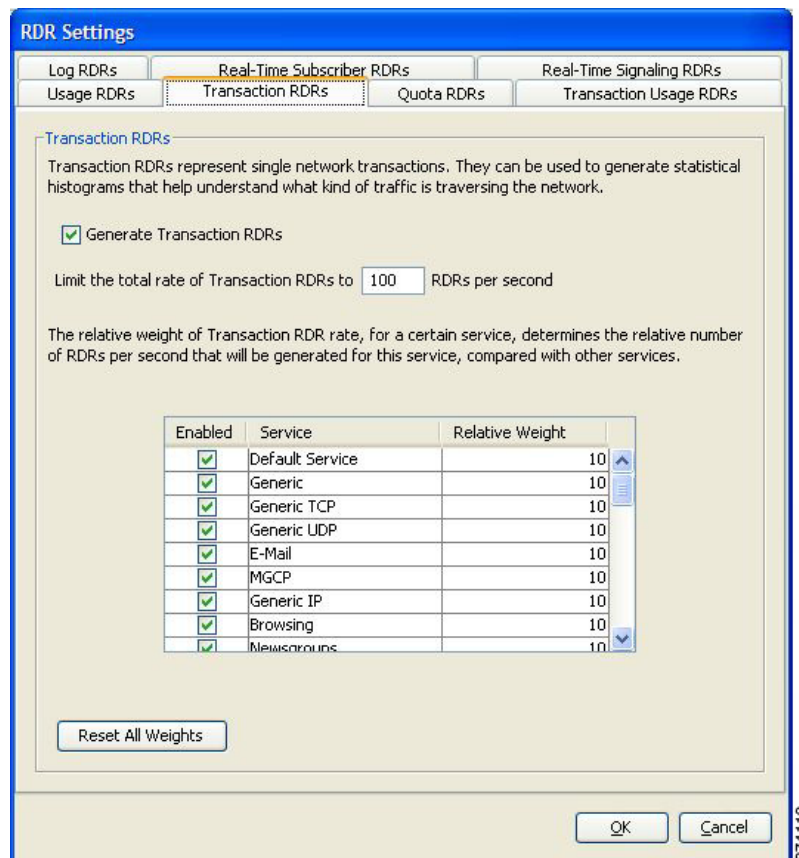 RDR Settings
Log RDRs Real-Time Subscriber RDRs Real-Time Signaling RDRs
Usage RDRs Transaction RDRs Quota RDRs Transaction Usage RDRs
Transaction RDRs
Transaction RDRs represent single network transactions. They can be used to generate statistical
histograms that help understand what kind of traffic is traversing the network.
Generate Transaction RDRs
Limit the total rate of Transaction RDRs to 100 RDRs per second
The relative weight of Transaction RDR rate, for a certain service, determines the relative number
of RDRs per second that will be generated for this service, compared with other services.
Enabled Service Relative Weight
Default Service 10
Generic 10
Generic TCP 10
Generic UDP 10
E-Mail 10
MGCP 10
Generic IP 10
Browsing 10
Newsgroups 10
Reset All Weights
OK Cancel